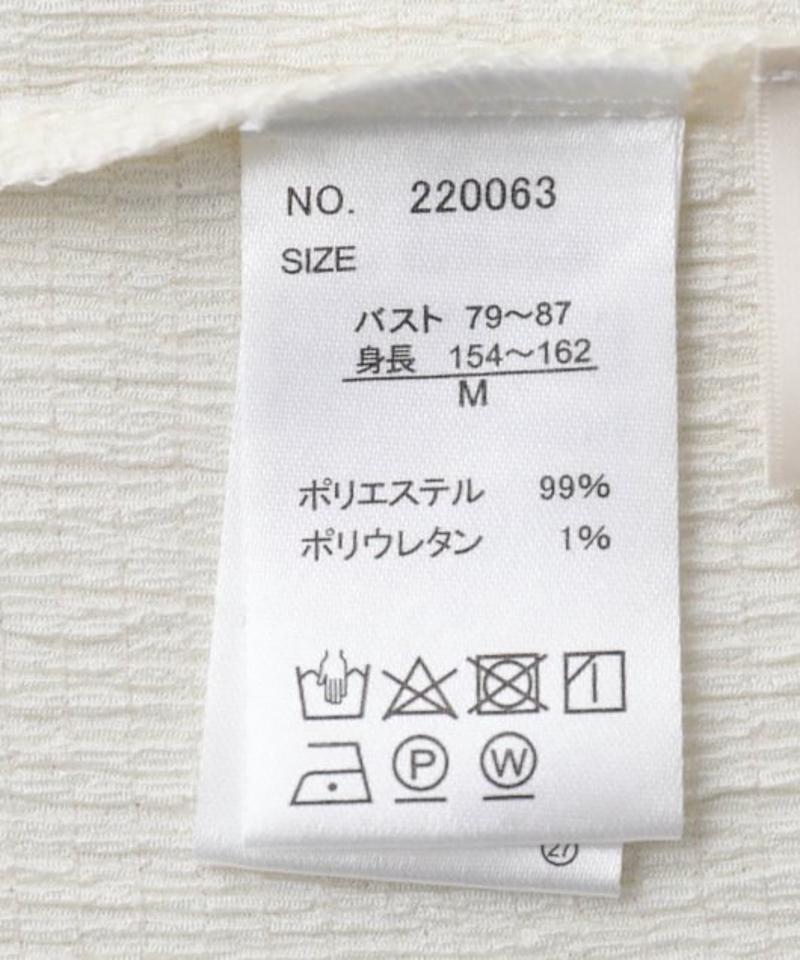 NO. 220063
SIZE
バスト 79〜87
身長 154〜162
M
ポリエステル 99%
ポリウレタン 1%
P W
27